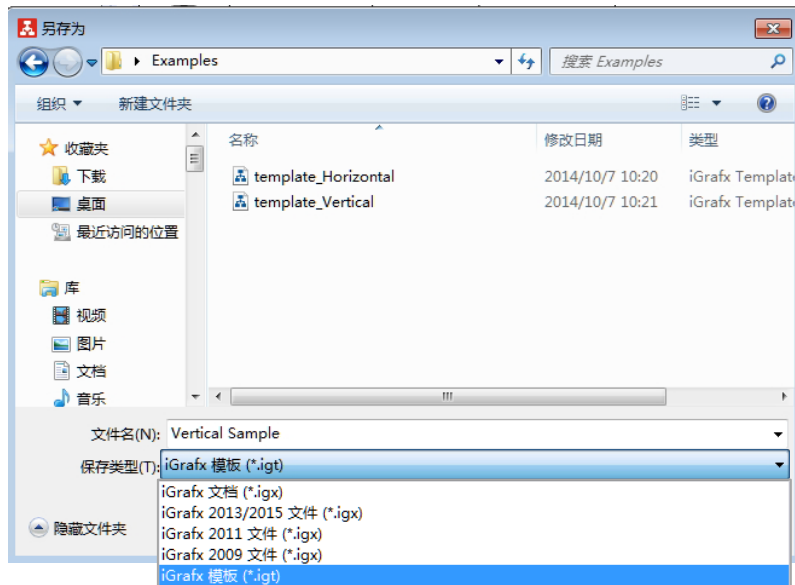 另存为
Examples
搜索 Examples
组织 新建文件夹
收藏夹
下载
桌面
最近访问的位置
库
视频
图片
文档
音乐
名称 修改日期 类型
template_Horizontal 2014/10/7 10:20 iGrafx Templat
template_Vertical 2014/10/7 10:21 iGrafx Templat
文件名(N): Vertical Sample
保存类型(T): iGrafx 模板 (*.igt)
iGrafx 文档 (*.igx)
iGrafx 2013/2015 文件 (*.igx)
iGrafx 2011 文件 (*.igx)
iGrafx 2009 文件 (*.igx)
iGrafx 模板 (*.igt)
隐藏文件夹